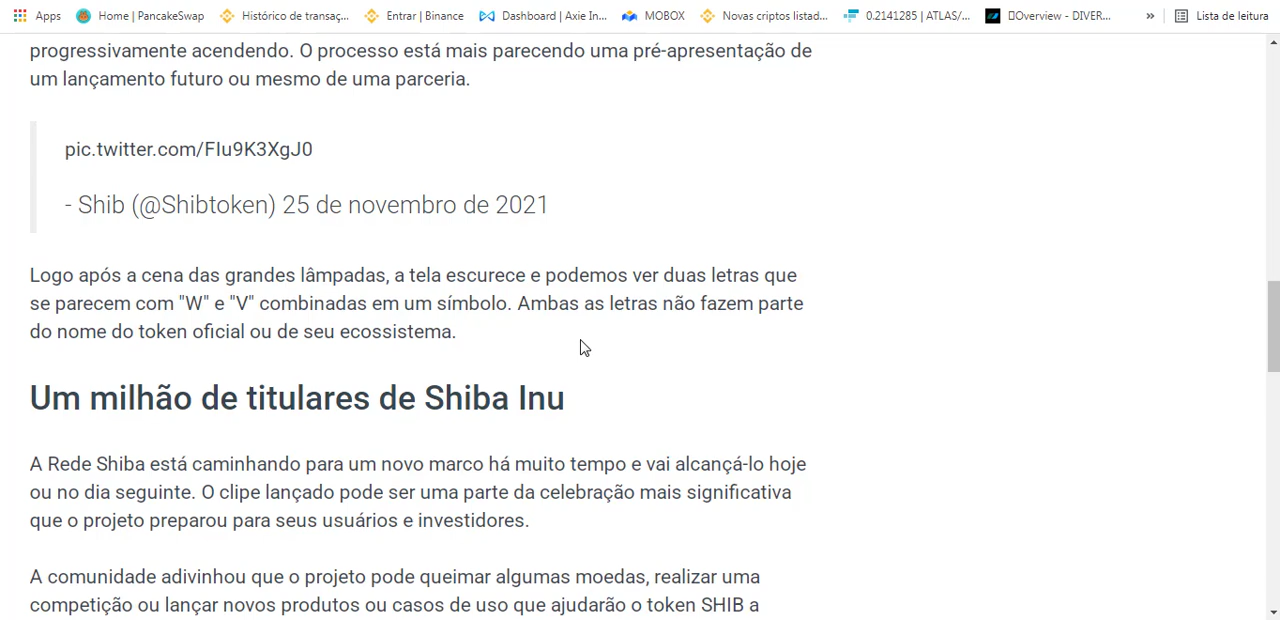 Apps Home | PancakeSwap Histórico de transaç... Entrar | Binance Dashboard | Axie In... MOBOX Novas criptos listad... 0.2141285 | ATLAS/... Overview - DIVER... » Lista de leitura
progressivamente acendendo. O processo está mais parecendo uma pré-apresentação de
um lançamento futuro ou mesmo de uma parceria.
pic.twitter.com/FIu9K3XgJ0
- Shib (@Shibtoken) 25 de novembro de 2021
Logo após a cena das grandes lâmpadas, a tela escurece e podemos ver duas letras que
se parecem com "W" e "V" combinadas em um símbolo. Ambas as letras não fazem parte
do nome do token oficial ou de seu ecossistema.
Um milhão de titulares de Shiba Inu
A Rede Shiba está caminhando para um novo marco há muito tempo e vai alcançá-lo hoje
ou no dia seguinte. O clipe lançado pode ser uma parte da celebração mais significativa
que o projeto preparou para seus usuários e investidores.
A comunidade adivinhou que o projeto pode queimar algumas moedas, realizar uma
competição ou lançar novos produtos ou casos de uso que ajudarão o token SHIB a